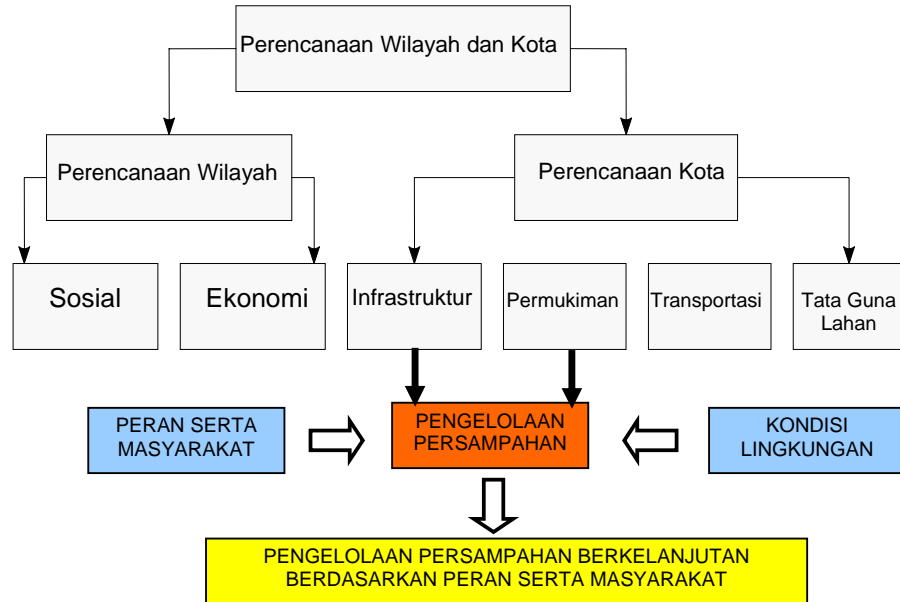 Perencanaan Wilayah dan Kota
Perencanaan Wilayah
Perencanaan Kota
Sosial
Ekonomi
Infrastruktur
Permukiman
Transportasi
Tata Guna
Lahan
PERAN SERTA
MASYARAKAT
PENGELOLAAN
PERSAMPAHAN
KONDISI
LINGKUNGAN
PENGELOLAAN PERSAMPAHAN BERKELANJUTAN
BERDASARKAN PERAN SERTA MASYARAKAT